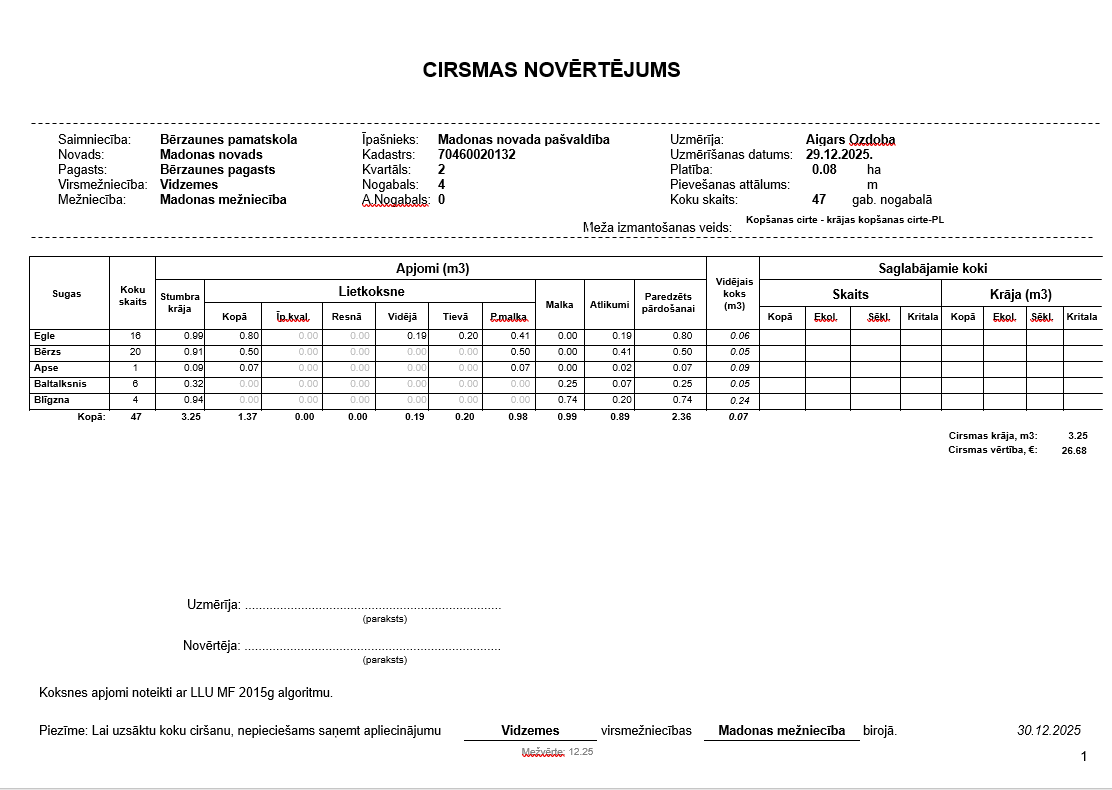 CIRSMAS NOVĒRTĒJUMS
Saimniecība: Bērzaunes pamatskola Īpašnieks: Madonas novada pašvaldība Uzmērīja: Aigars Ozdoba
Novads: Madonas novads Kadastrs: 70460020132 Uzmērīšanas datums: 29.12.2025.
Pagasts: Bērzaunes pagasts Kvartāls: 2 Platība: 0.08 ha
Virsmežniecība: Vidzemes Nogabals: 4 Pievešanas attālums: m
Mežniecība: Madonas mežniecība A.Nogabals: 0 Koku skaits: 47 gab. nogabalā
Meža izmantošanas veids: Kopšanas cirte - krājas kopšanas cirte-PL
Sugas Koku skaits Apjomi (m3) Vidējais koks (m3) Saglabājamie koki
Stumbra krāja Lietkoksne Malka Atlikumi Paredzēts pārdošanai Skaits Krāja (m3)
Kopā Īp.kval. Resnā Vidējā Tievā P.malka Kopā Ekol. Sēkl. Kritala Kopā Ekol. Sēkl. Kritala
Egle 16 0.99 0.80 0.00 0.00 0.19 0.20 0.41 0.00 0.19 0.80 0.06
Bērzs 20 0.91 0.50 0.00 0.00 0.00 0.00 0.50 0.00 0.41 0.50 0.05
Apse 1 0.09 0.07 0.00 0.00 0.00 0.00 0.07 0.00 0.02 0.07 0.09
Baltalksnis 6 0.32 0.00 0.00 0.00 0.00 0.00 0.00 0.25 0.07 0.25 0.05
Blīgzna 4 0.94 0.00 0.00 0.00 0.00 0.00 0.00 0.74 0.20 0.74 0.24
Kopā: 47 3.25 1.37 0.00 0.00 0.19 0.20 0.98 0.99 0.89 2.36 0.07
Cirsmas krāja, m3: 3.25
Cirsmas vērtība, €: 26.68
Uzmērīja: ........................................................................
(paraksts)
Novērtēja: ........................................................................
(paraksts)
Koksnes apjomi noteikti ar LLU MF 2015g algoritmu.
Piezīme: Lai uzsāktu koku ciršanu, nepieciešams saņemt apliecinājumu Vidzemes virsmežniecības Madonas mežniecība birojā. 30.12.2025
Mežvērte: 12.25
1